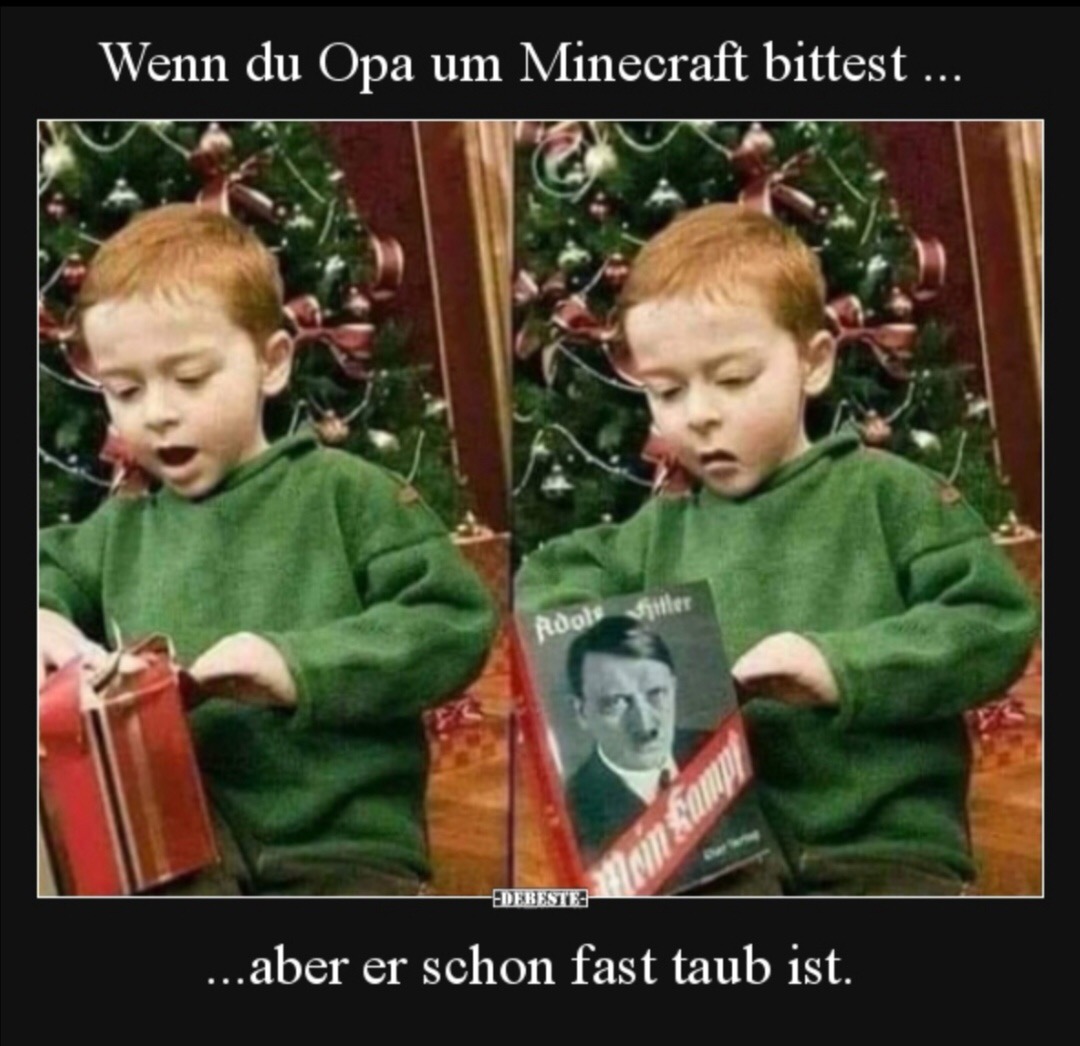 Wenn du Opa um Minecraft bittest ...
Adolf Hitler
Mein Kampf
-DEBESTE-
...aber er schon fast taub ist.